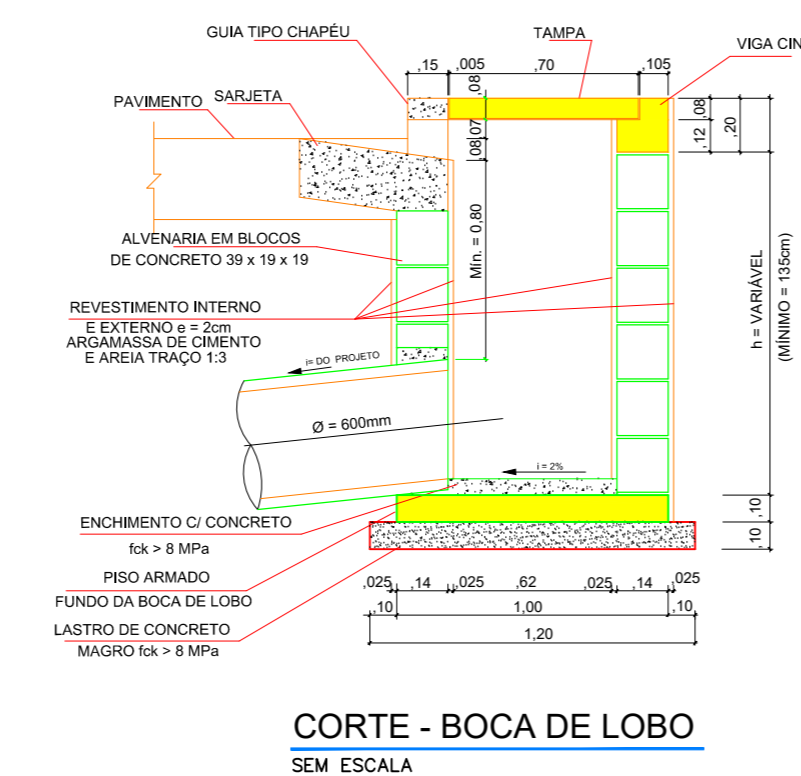 GUIA TIPO CHAPÉU
TAMPA
VIGA CIN
,15 ,005 ,70 ,105
PAVIMENTO
SARJETA
,08
,07
,08
,08
,12
,20
ALVENARIA EM BLOCOS
DE CONCRETO 39 x 19 x 19
Mín. = 0,80
h = VARIÁVEL
(MÍNIMO = 135cm)
REVESTIMENTO INTERNO
E EXTERNO e = 2cm
ARGAMASSA DE CIMENTO
E AREIA TRAÇO 1:3
i= DO PROJETO
Ø = 600mm
i = 2%
ENCHIMENTO C/ CONCRETO
fck > 8 MPa
,10
,10
PISO ARMADO
FUNDO DA BOCA DE LOBO
,025 ,14 ,025 ,62 ,025 ,14 ,025
,10 1,00 ,10
LASTRO DE CONCRETO
MAGRO fck > 8 MPa
1,20
CORTE - BOCA DE LOBO
SEM ESCALA